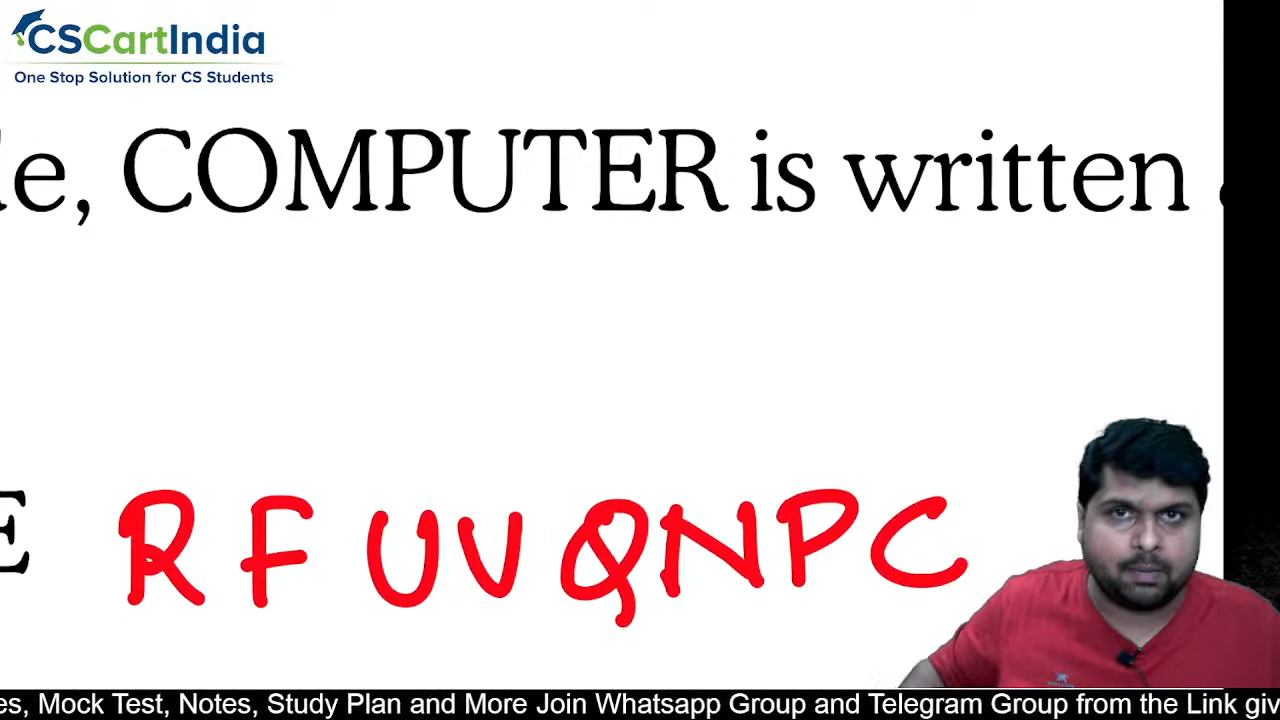 CSCartIndia
One Stop Solution for CS Students
e, COMPUTER is written
E R F U V Q N P C
es, Mock Test, Notes, Study Plan and More Join Whatsapp Group and Telegram Group from the Link giv